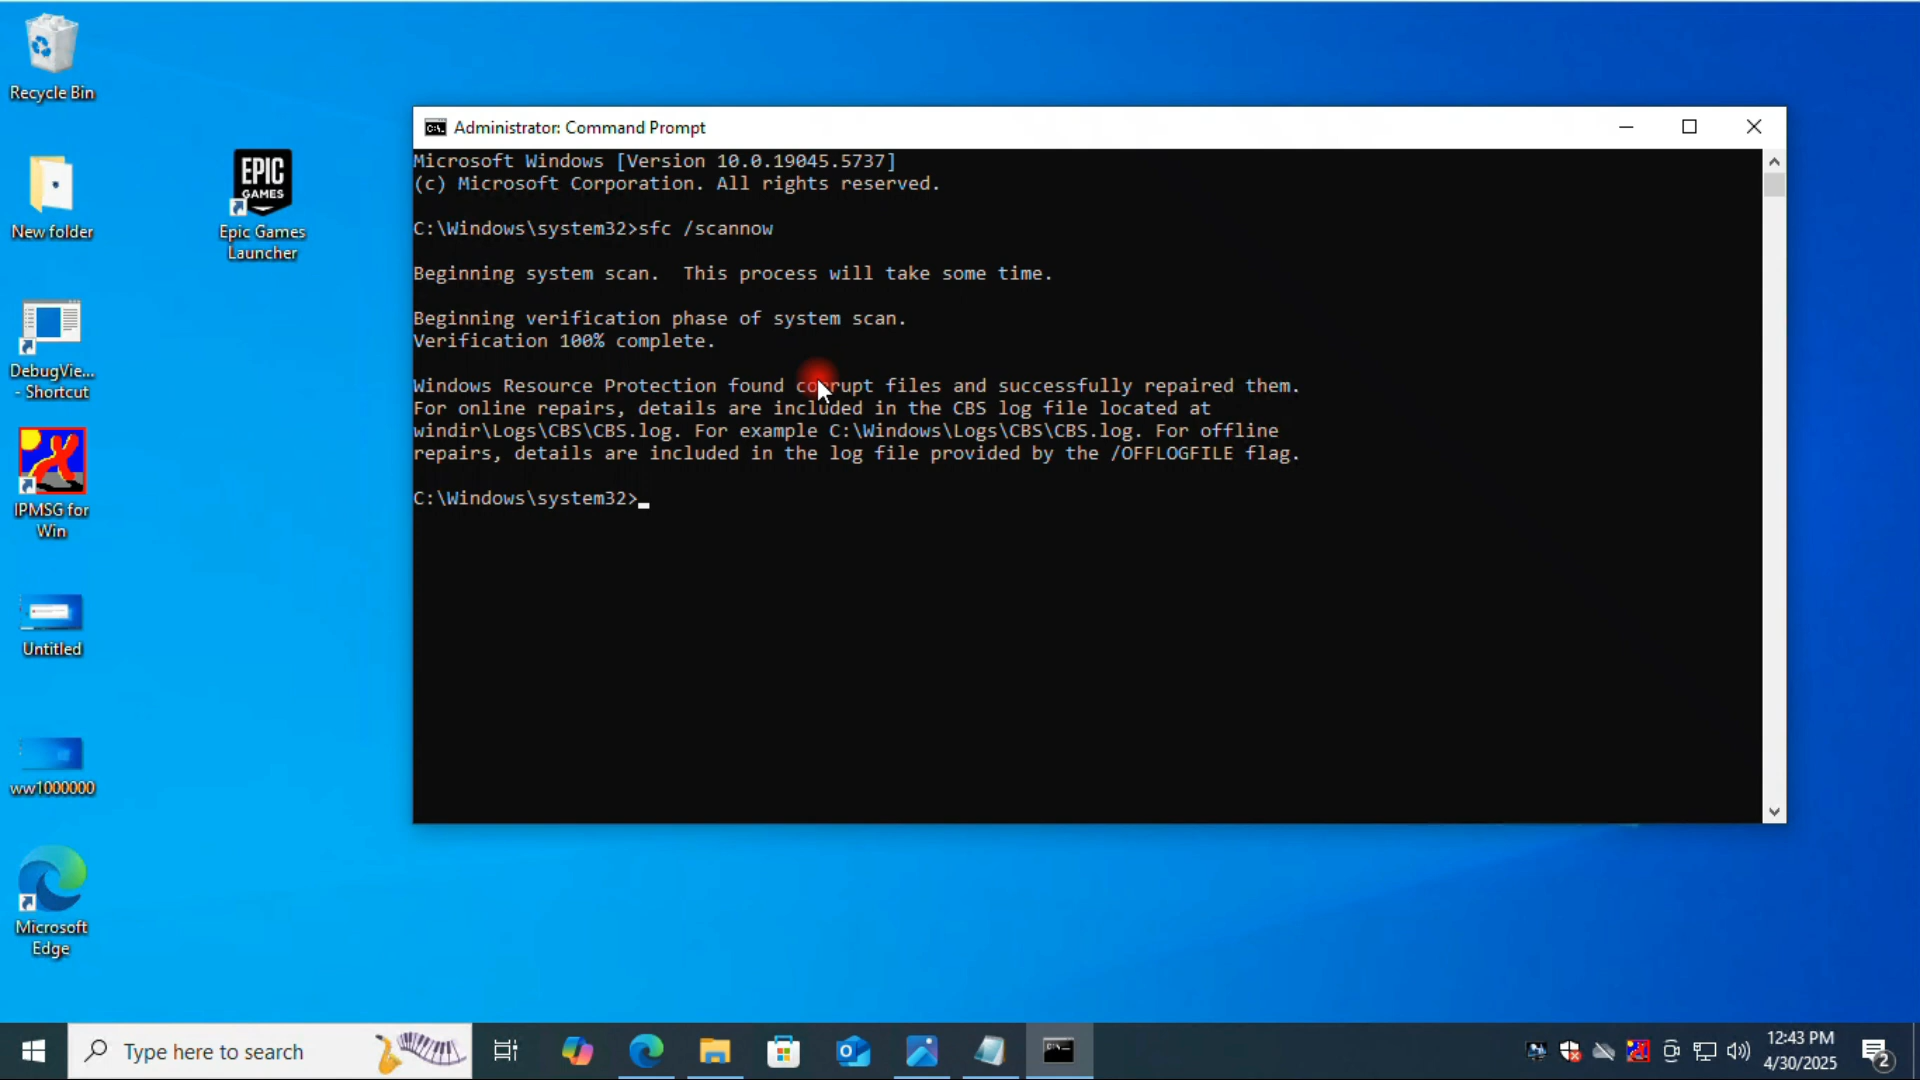 Recycle Bin
New folder
EPIC
GAMES
Epic Games
Launcher
DebugVie...
- Shortcut
IPMSG for
Win
Untitled
ww1000000
Microsoft
Edge
Administrator: Command Prompt
Microsoft Windows [Version 10.0.19045.5737]
(c) Microsoft Corporation. All rights reserved.
C:\Windows\system32>sfc /scannow
Beginning system scan.  This process will take some time.
Beginning verification phase of system scan.
Verification 100% complete.
Windows Resource Protection found corrupt files and successfully repaired them.
For online repairs, details are included in the CBS log file located at
windir\Logs\CBS\CBS.log. For example C:\Windows\Logs\CBS\CBS.log. For offline
repairs, details are included in the log file provided by the /OFFLOGFILE flag.
C:\Windows\system32>
Type here to search
12:43 PM
4/30/2025
2